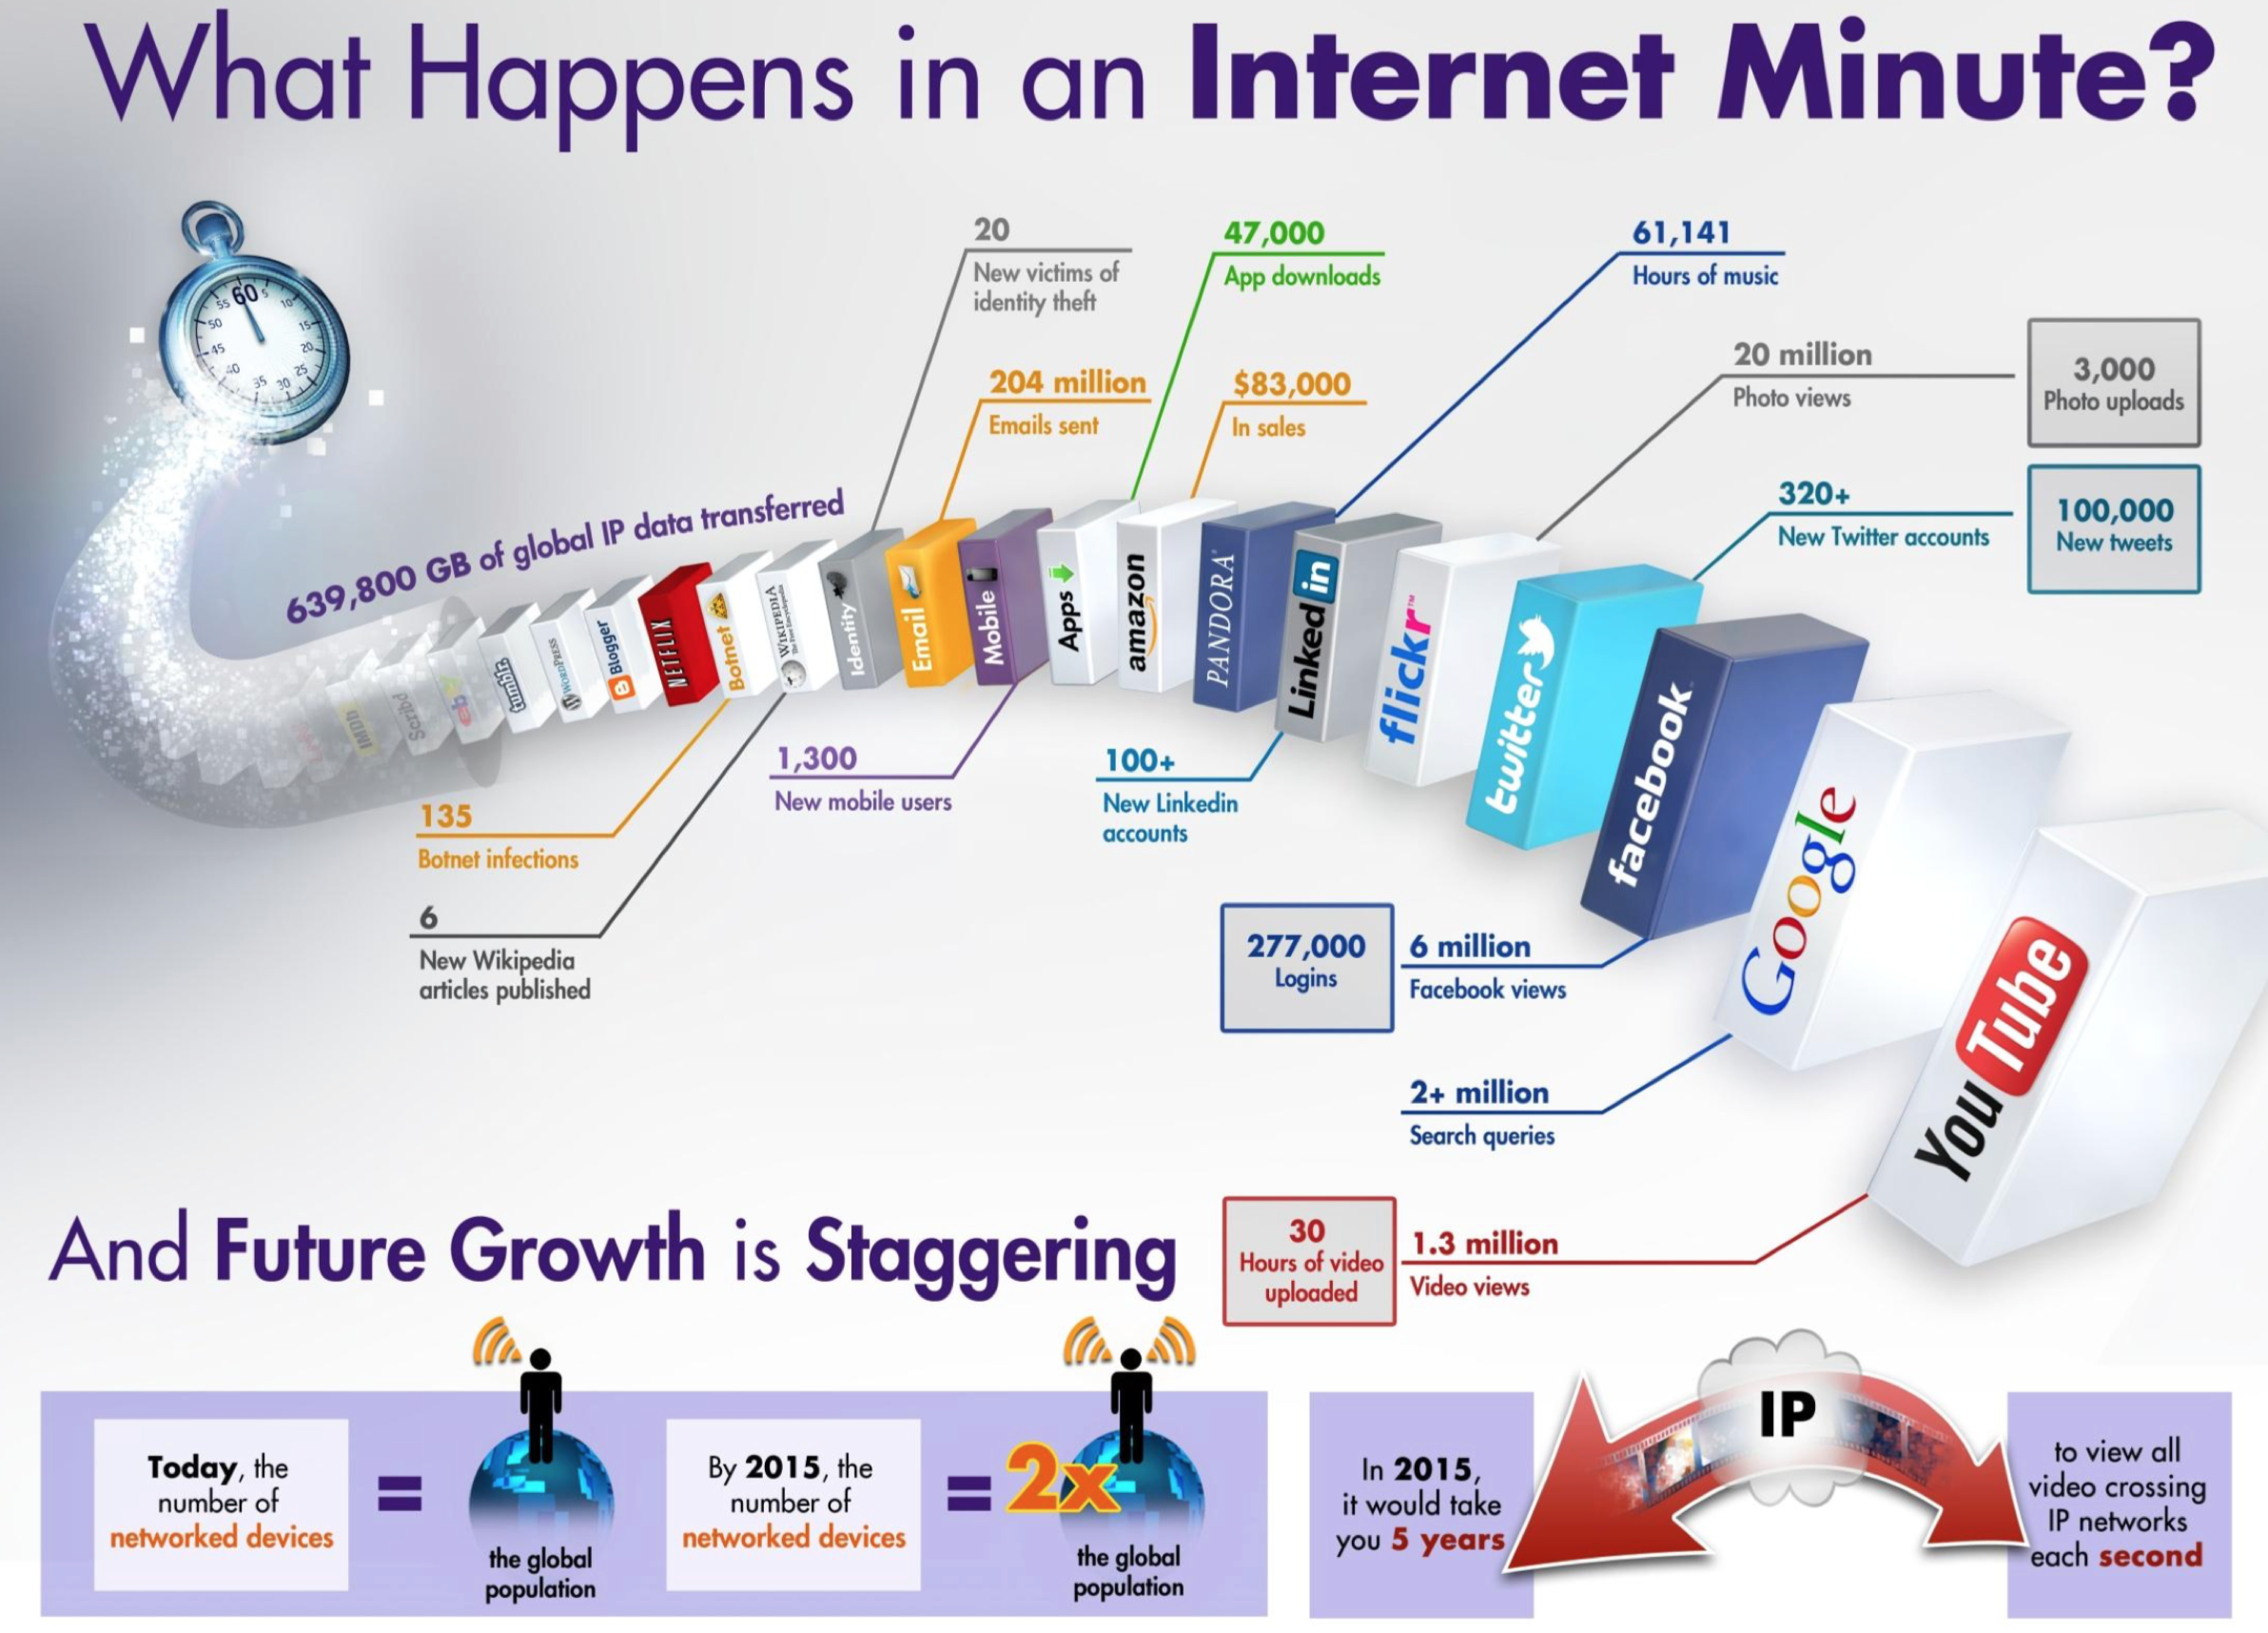 What Happens in an Internet Minute?
60
5
10
15
20
25
30
35
40
45
50
55
20
New victims of
identity theft
47,000
App downloads
61,141
Hours of music
204 million
Emails sent
$83,000
In sales
20 million
Photo views
3,000
Photo uploads
320+
New Twitter accounts
100,000
New tweets
639,800 GB of global IP data transferred
IMDb
Scribd
ebay
tumblr.
WORDPRESS
Blogger
NETFLIX
Botnet
WIKIPEDIA
The Free Encyclopedia
Identity
Email
Mobile
Apps
amazon
PANDORA
Linked in
flickr™
twitter
facebook
Google
YouTube
135
Botnet infections
6
New Wikipedia
articles published
1,300
New mobile users
100+
New Linkedin
accounts
277,000
Logins
6 million
Facebook views
2+ million
Search queries
30
Hours of video
uploaded
1.3 million
Video views
And Future Growth is Staggering
Today, the
number of
networked devices
=
the global
population
By 2015, the
number of
networked devices
= 2x
the global
population
In 2015,
it would take
you 5 years
IP
to view all
video crossing
IP networks
each second